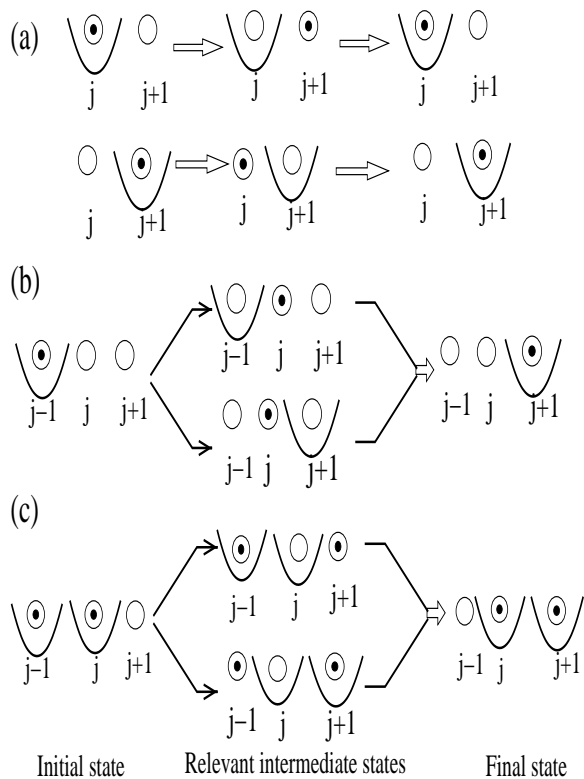 (a)
j j+1 j j+1 j j+1
j j+1 j j+1 j j+1
(b)
j−1 j j+1
j−1 j j+1
j−1 j j+1
j−1 j j+1
(c)
j−1 j j+1
j−1 j j+1
j−1 j j+1
j−1 j j+1
Initial state Relevant intermediate states Final state